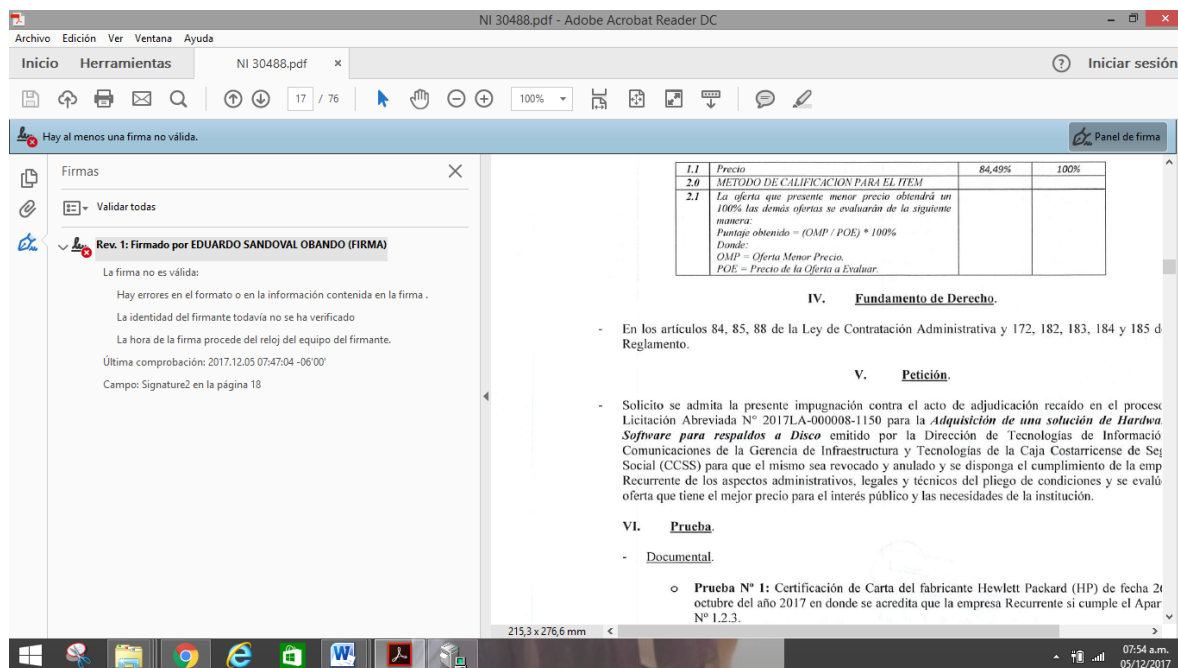 NI 30488.pdf - Adobe Acrobat Reader DC
Archivo Edición Ver Ventana Ayuda
Inicio Herramientas NI 30488.pdf × Iniciar sesión
17 / 76 100%
Hay al menos una firma no válida. Panel de firma
Firmas
Validar todas
Rev. 1: Firmado por EDUARDO SANDOVAL OBANDO (FIRMA)
La firma no es válida:
Hay errores en el formato o en la información contenida en la firma .
La identidad del firmante todavía no se ha verificado
La hora de la firma procede del reloj del equipo del firmante.
Última comprobación: 2017.12.05 07:47:04 -06'00'
Campo: Signature2 en la página 18
1.1 Precio 84,49% 100%
2.0 METODO DE CALIFICACION PARA EL ITEM
2.1 La oferta que presente menor precio obtendrá un
100% las demás ofertas se evaluarán de la siguiente
manera:
Puntaje obtenido = (OMP / POE) * 100%
Donde:
OMP = Oferta Menor Precio.
POE = Precio de la Oferta a Evaluar.
IV. Fundamento de Derecho.
- En los artículos 84, 85, 88 de la Ley de Contratación Administrativa y 172, 182, 183, 184 y 185 d
Reglamento.
V. Petición.
- Solicito se admita la presente impugnación contra el acto de adjudicación recaído en el proceso
Licitación Abreviada Nº 2017LA-000008-1150 para la Adquisición de una solución de Hardwa
Software para respaldos a Disco emitido por la Dirección de Tecnologías de Informació
Comunicaciones de la Gerencia de Infraestructura y Tecnologías de la Caja Costarricense de Seg
Social (CCSS) para que el mismo sea revocado y anulado y se disponga el cumplimiento de la emp
Recurrente de los aspectos administrativos, legales y técnicos del pliego de condiciones y se evalú
oferta que tiene el mejor precio para el interés público y las necesidades de la institución.
VI. Prueba.
- Documental.
o Prueba Nº 1: Certificación de Carta del fabricante Hewlett Packard (HP) de fecha 26
octubre del año 2017 en donde se acredita que la empresa Recurrente si cumple el Apar
Nº 1.2.3.
215,3 x 276,6 mm
07:54 a.m.
05/12/2017